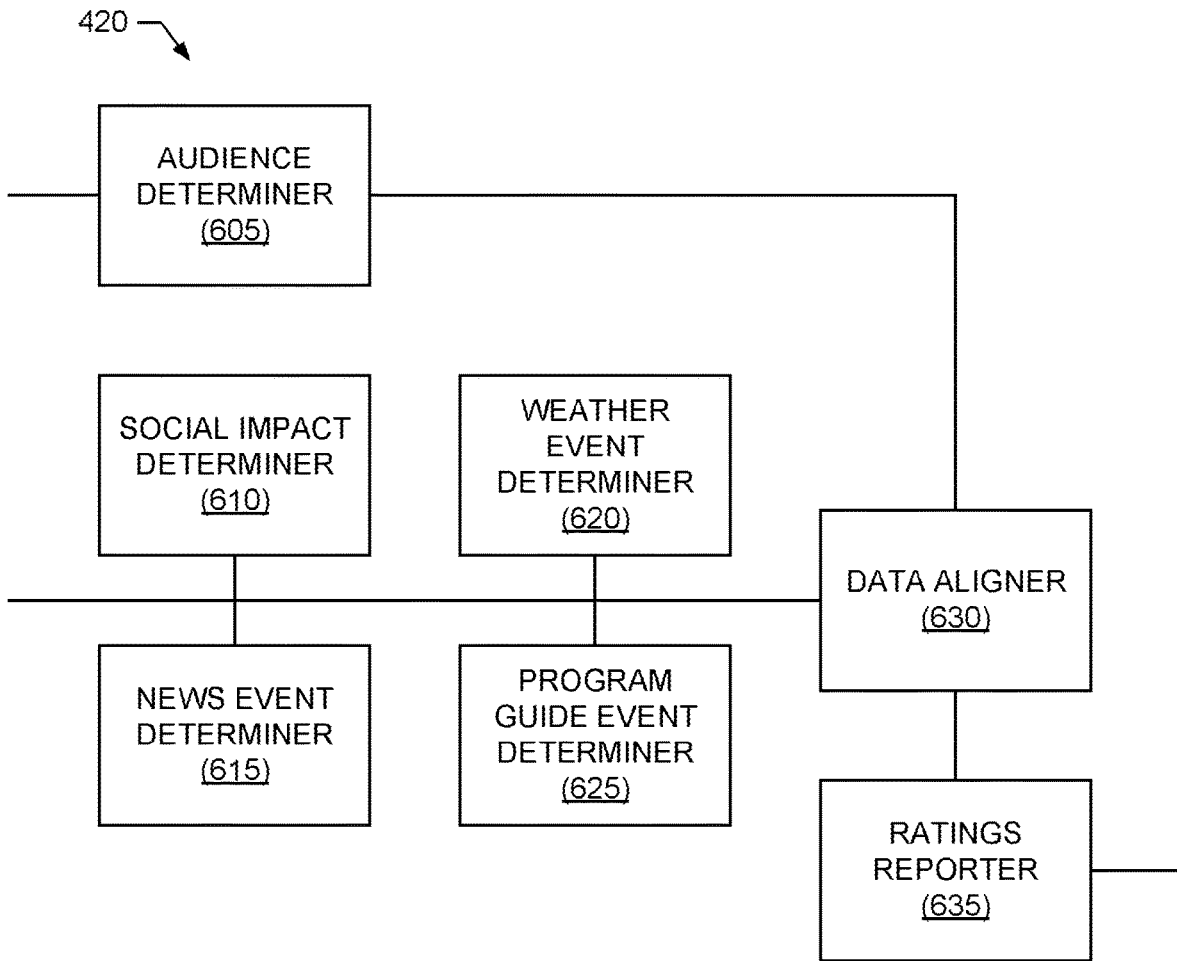 420
AUDIENCE
DETERMINER
(605)
SOCIAL IMPACT
DETERMINER
(610)
WEATHER
EVENT
DETERMINER
(620)
DATA ALIGNER
(630)
NEWS EVENT
DETERMINER
(615)
PROGRAM
GUIDE EVENT
DETERMINER
(625)
RATINGS
REPORTER
(635)